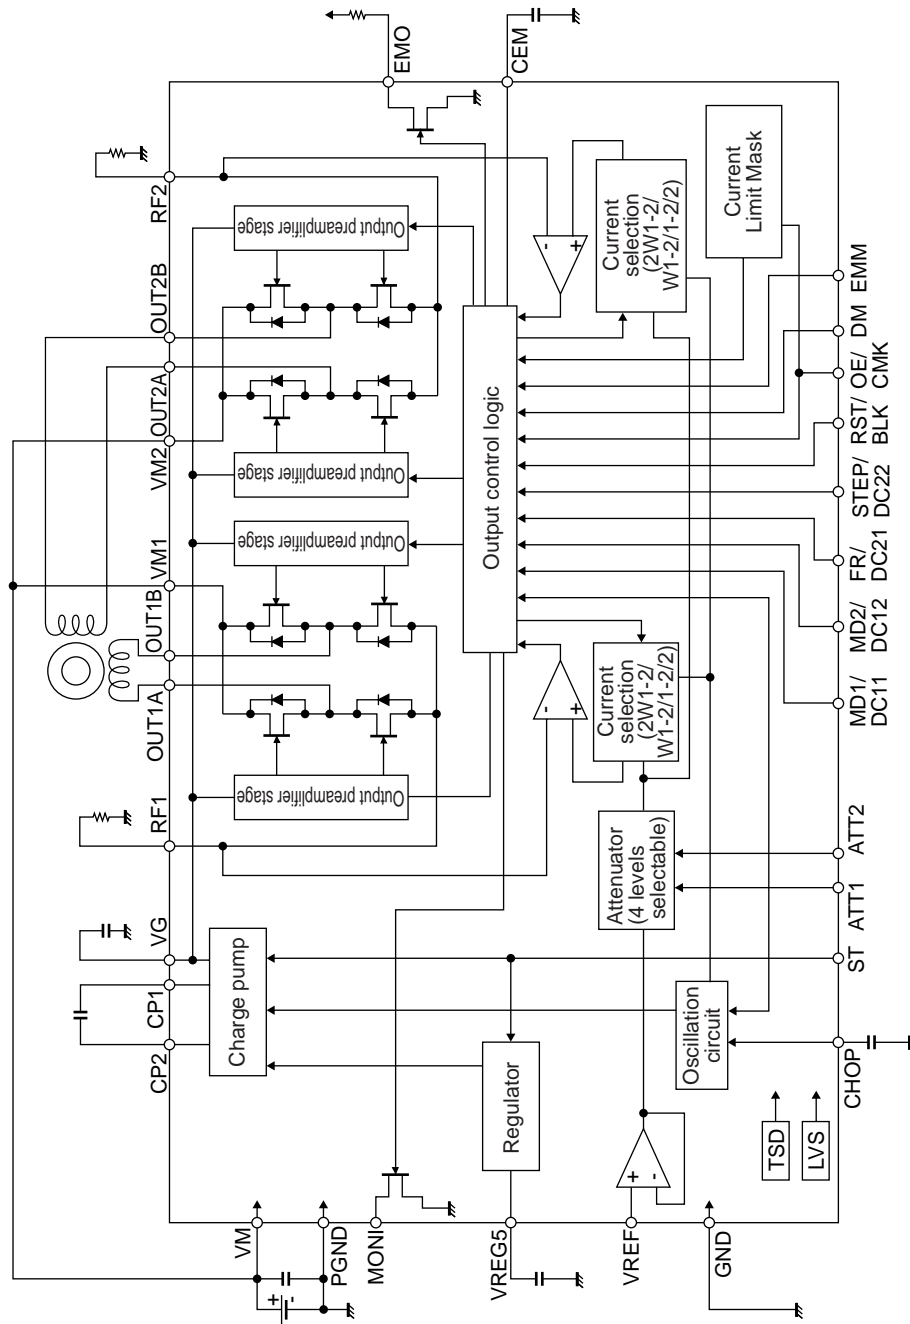 VM
PGND
MONI
VREG5
VREF
GND
+
-
CP2
CP1
VG
RF1
OUT1A
OUT1B
VM1
VM2
OUT2A
OUT2B
RF2
EMO
CEM
Charge pump
Regulator
+
-
Output preamplifier stage
Output preamplifier stage
Output preamplifier stage
Output preamplifier stage
Output control logic
-
+
-
+
Attenuator
(4 levels
selectable)
Current
selection
(2W1-2/
W1-2/1-2/2)
Current
selection
(2W1-2/
W1-2/1-2/2)
Current
Limit Mask
Oscillation
circuit
TSD
LVS
CHOP
ST
ATT1
ATT2
MD1/
DC11
MD2/
DC12
FR/
DC21
STEP/
DC22
RST/
BLK
OE/
CMK
DM
EMM